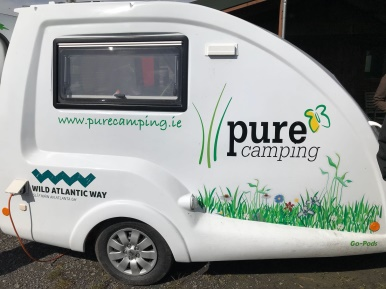 www.purecamping.ie
pure
camping
WILD ATLANTIC WAY
Go-Pods